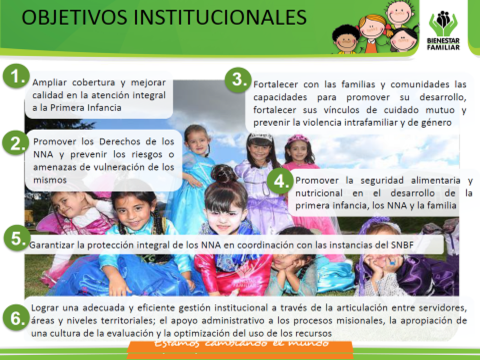 OBJETIVOS INSTITUCIONALES
BIENESTAR
FAMILIAR
1.
Ampliar cobertura y mejorar
calidad en la atención integral
a la Primera Infancia
2.
Promover los Derechos de los
NNA y prevenir los riesgos o
amenazas de vulneración de los
mismos
3.
Fortalecer con las familias y comunidades las
capacidades para promover su desarrollo,
fortalecer sus vínculos de cuidado mutuo y
prevenir la violencia intrafamiliar y de género
4.
Promover la seguridad alimentaria y
nutricional en el desarrollo de la
primera infancia, los NNA y la familia
5.
Garantizar la protección integral de los NNA en coordinación con las instancias del SNBF
6.
Lograr una adecuada y eficiente gestión institucional a través de la articulación entre servidores,
áreas y niveles territoriales; el apoyo administrativo a los procesos misionales, la apropiación de
una cultura de la evaluación y la optimización del uso de los recursos
Estamos cambiando el mundo